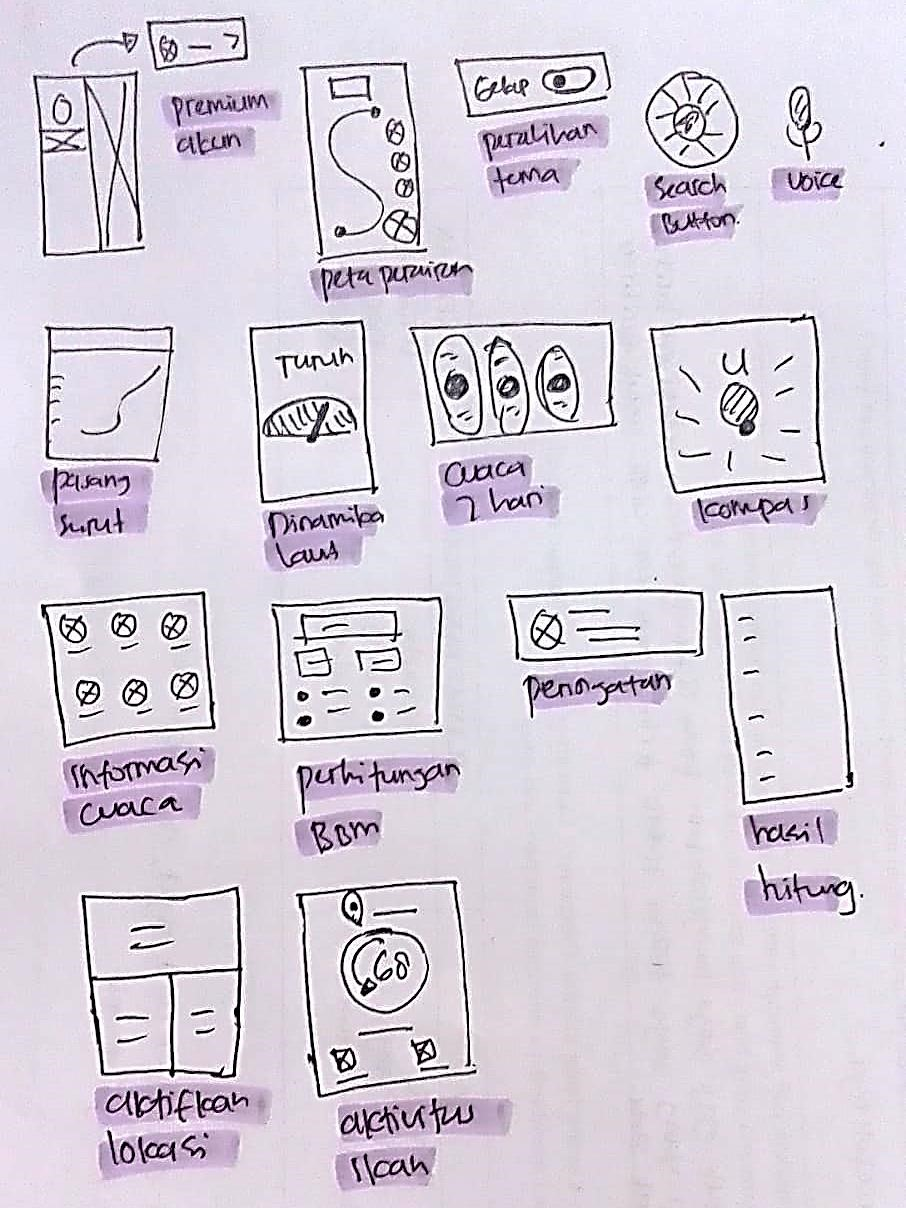 premium
akun
Gelap
peralihan
tema
search
Button.
voice
peta perairan
pasang
surut
Turun
Dinamika
laut
cuaca
7 hari
U
kompas
informasi
cuaca
perhitungan
BBM
peringatan
hasil
hitung.
aktifkan
lokasi
68
aktivitas
ikan